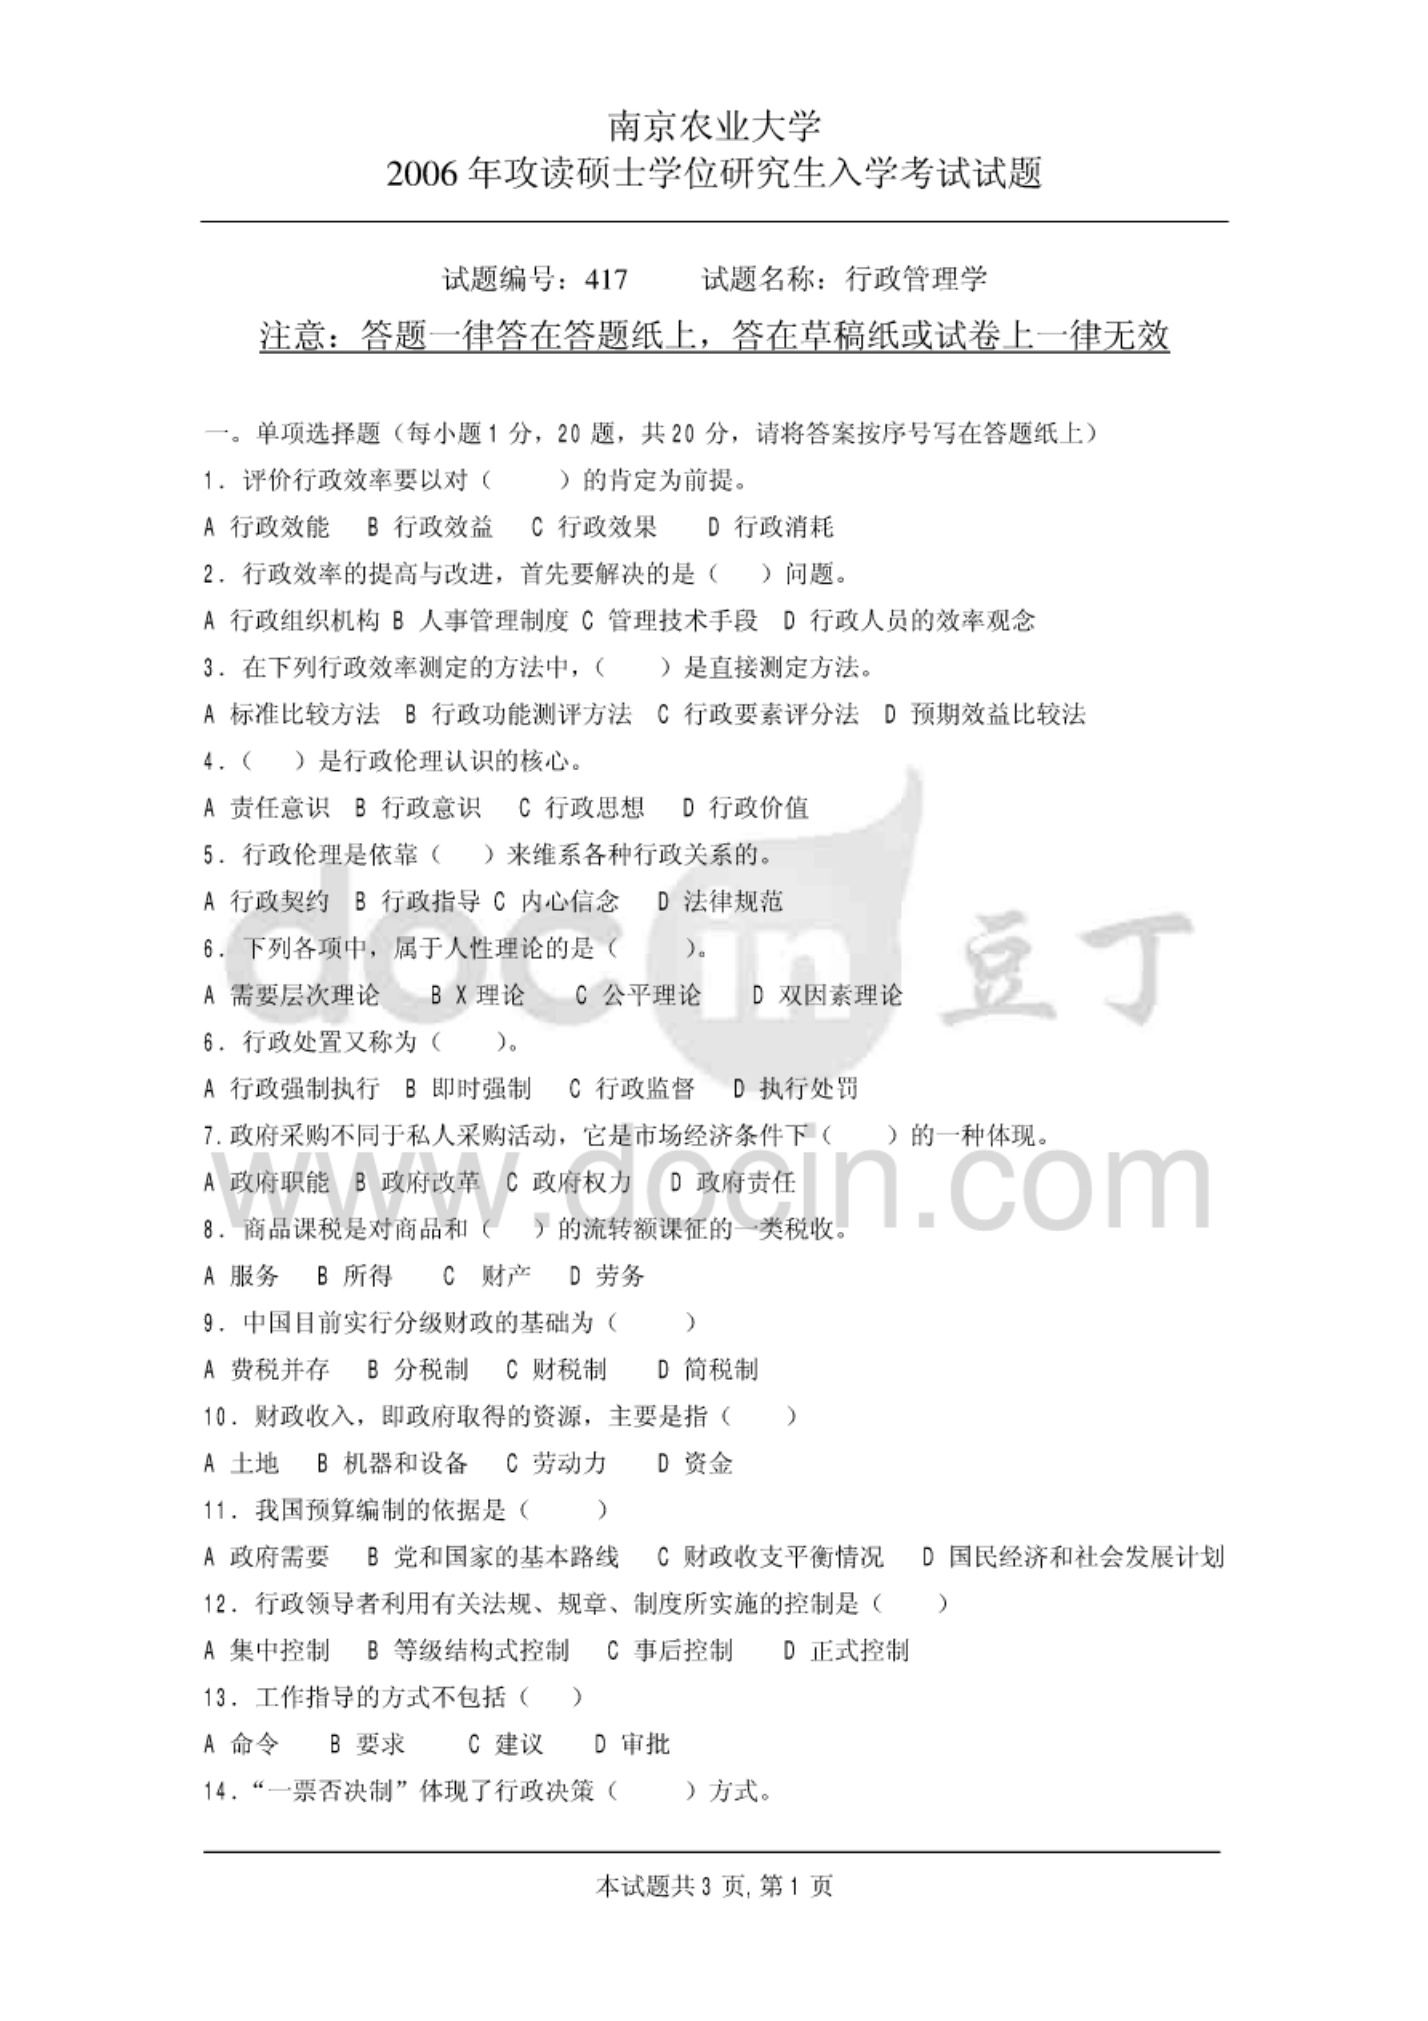 南京农业大学
2006 年攻读硕士学位研究生入学考试试题
试题编号：417 试题名称：行政管理学
注意：答题一律答在答题纸上，答在草稿纸或试卷上一律无效
一。单项选择题（每小题1 分，20 题，共20 分，请将答案按序号写在答题纸上）
1．评价行政效率要以对（ ）的肯定为前提。
A 行政效能 B 行政效益 C 行政效果 D 行政消耗
2．行政效率的提高与改进，首先要解决的是（ ）问题。
A 行政组织机构 B 人事管理制度 C 管理技术手段 D 行政人员的效率观念
3．在下列行政效率测定的方法中，（ ）是直接测定方法。
A 标准比较方法 B 行政功能测评方法 C 行政要素评分法 D 预期效益比较法
4．（ ）是行政伦理认识的核心。
A 责任意识 B 行政意识 C 行政思想 D 行政价值
5．行政伦理是依靠（ ）来维系各种行政关系的。
A 行政契约 B 行政指导 C 内心信念 D 法律规范
6．下列各项中，属于人性理论的是（ ）。
A 需要层次理论 B X 理论 C 公平理论 D 双因素理论
6．行政处置又称为（ ）。
A 行政强制执行 B 即时强制 C 行政监督 D 执行处罚
7.政府采购不同于私人采购活动，它是市场经济条件下（ ）的一种体现。
A 政府职能 B 政府改革 C 政府权力 D 政府责任
8．商品课税是对商品和（ ）的流转额课征的一类税收。
A 服务 B 所得 C 财产 D 劳务
9．中国目前实行分级财政的基础为（ ）
A 费税并存 B 分税制 C 财税制 D 简税制
10．财政收入，即政府取得的资源，主要是指（ ）
A 土地 B 机器和设备 C 劳动力 D 资金
11．我国预算编制的依据是（ ）
A 政府需要 B 党和国家的基本路线 C 财政收支平衡情况 D 国民经济和社会发展计划
12．行政领导者利用有关法规、规章、制度所实施的控制是（ ）
A 集中控制 B 等级结构式控制 C 事后控制 D 正式控制
13．工作指导的方式不包括（ ）
A 命令 B 要求 C 建议 D 审批
14．“一票否决制”体现了行政决策（ ）方式。
本试题共3 页,第1 页
docin 豆丁
www.docin.com